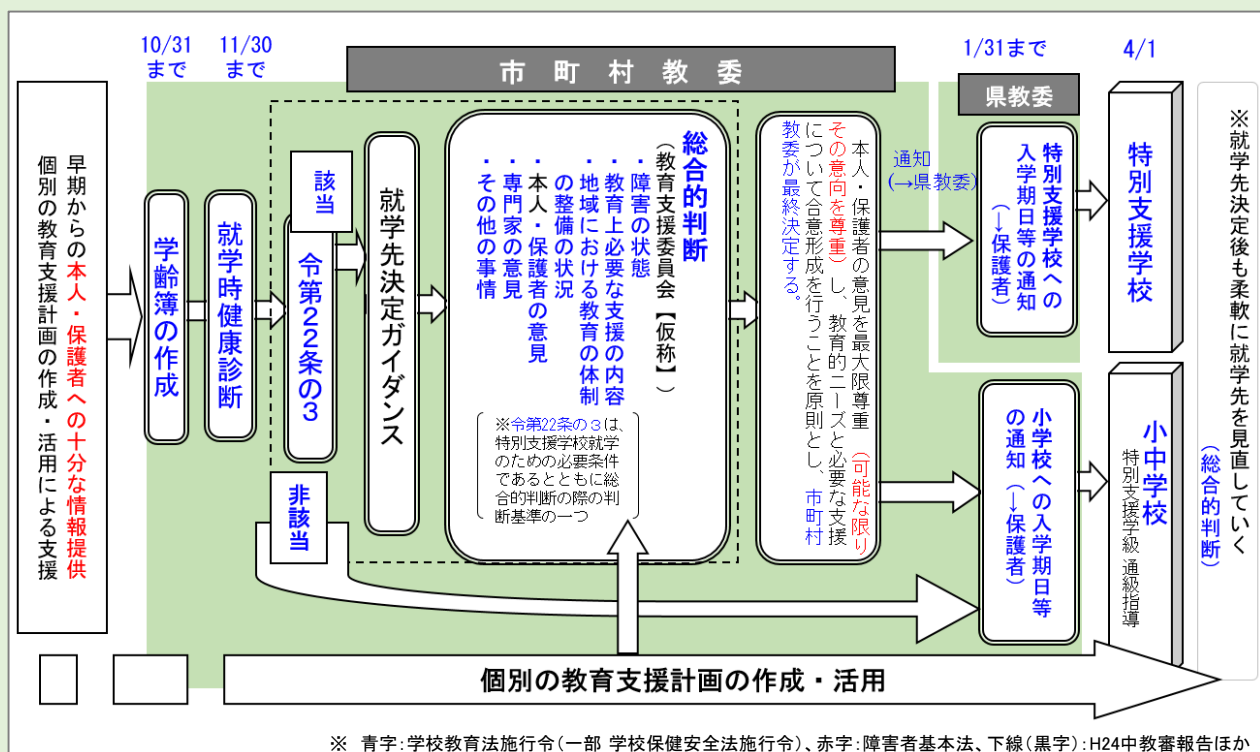 早期からの本人・保護者への十分な情報提供
個別の教育支援計画の作成・活用による支援
10/31
まで
学齢簿の作成
11/30
まで
就学時健康診断
市町村教委
該当
令第22条の3
非該当
就学先決定ガイダンス
総合的判断
（教育支援委員会【仮称】）
・障害の状態
・教育上必要な支援の内容
・地域における教育の体制
の整備の状況
・本人・保護者の意見
・専門家の意見
・その他の事情
※令第22条の3は、
特別支援学校就学
のための必要条件
であるとともに総
合的判断の際の判
断基準の一つ
本人・保護者の意見を最大限尊重（可能な限り
その意向を尊重）し、教育的ニーズと必要な支援
について合意形成を行うことを原則とし、市町村
教委が最終決定する。
通知
(→県教委)
1/31まで
県教委
特別支援学校への
入学期日等の通知
（→保護者）
小学校への入学期日等
の通知（→保護者）
4/1
特別支援学校
小中学校
特別支援学級 通級指導
※就学先決定後も柔軟に就学先を見直していく
（総合的判断）
個別の教育支援計画の作成・活用
※ 青字：学校教育法施行令（一部 学校保健安全法施行令）、赤字：障害者基本法、下線（黒字）：H24中教審報告ほか